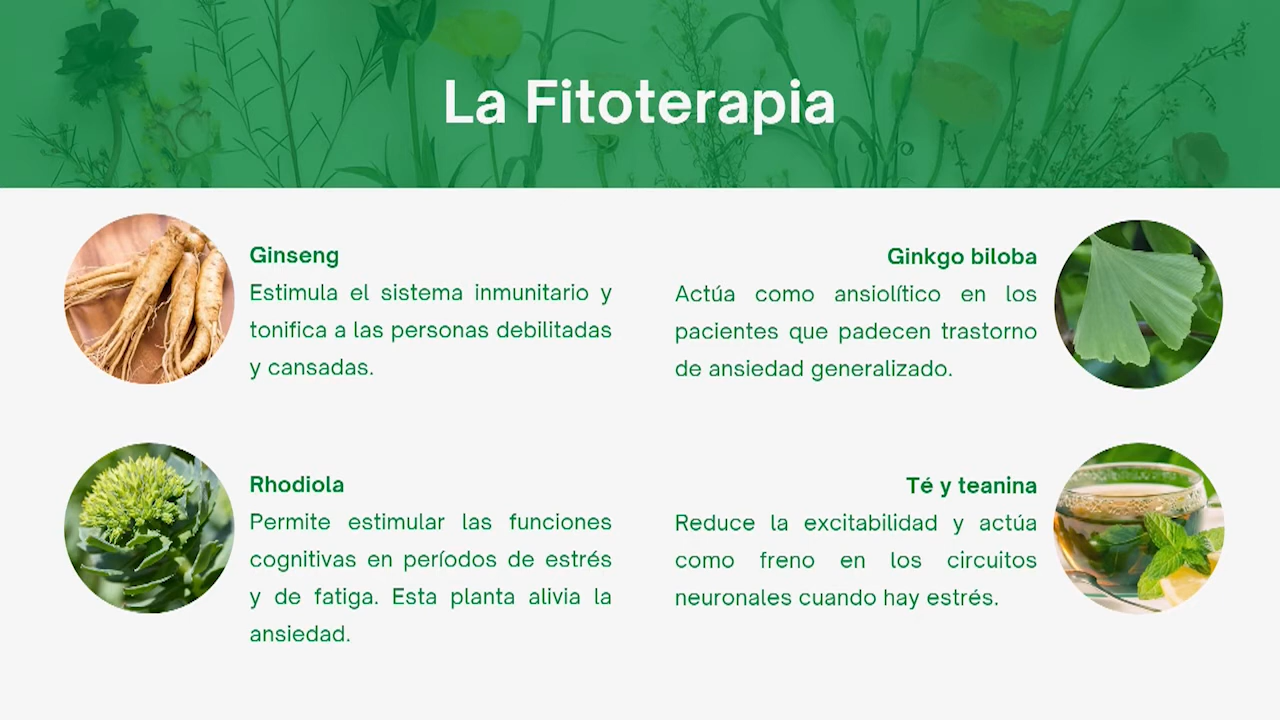 La Fitoterapia
Ginseng
Estimula el sistema inmunitario y
tonifica a las personas debilitadas
y cansadas.
Ginkgo biloba
Actúa como ansiolítico en los
pacientes que padecen trastorno
de ansiedad generalizado.
Rhodiola
Permite estimular las funciones
cognitivas en períodos de estrés
y de fatiga. Esta planta alivia la
ansiedad.
Té y teanina
Reduce la excitabilidad y actúa
como freno en los circuitos
neuronales cuando hay estrés.